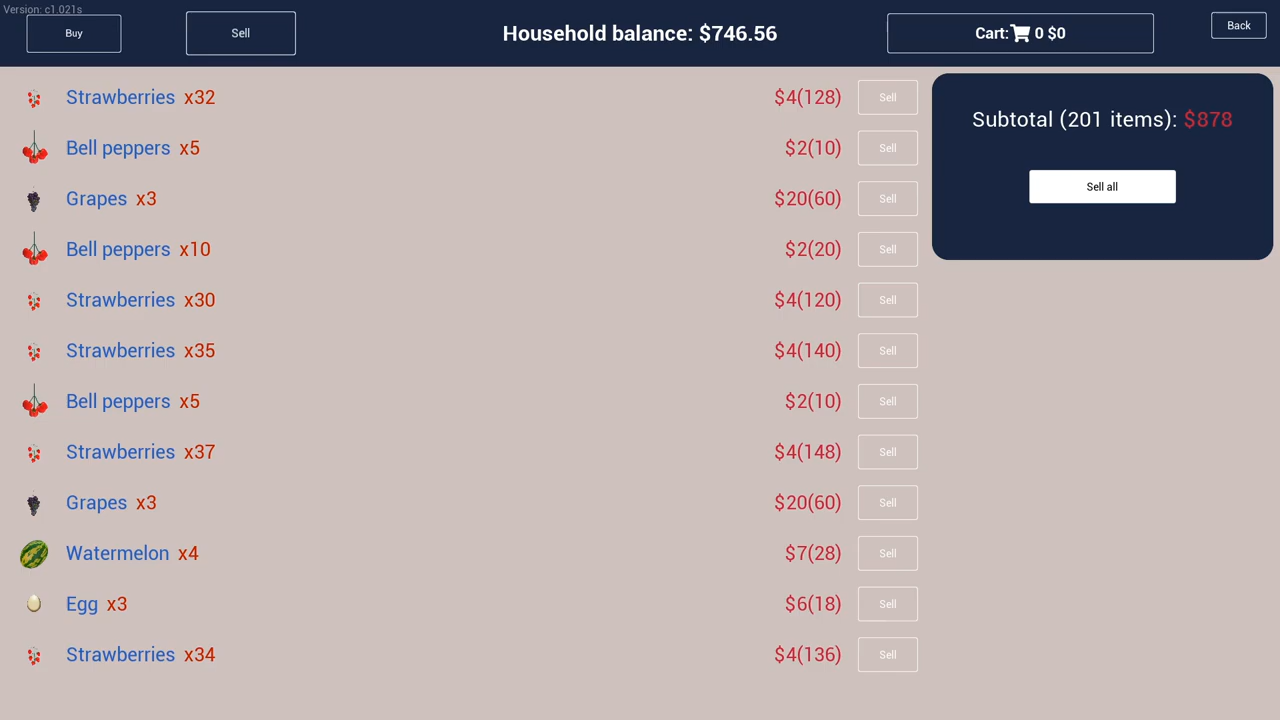 Version: c1.021s
Buy
Sell
Household balance: $746.56
Cart: 0 $0
Back
Strawberries x32 $4(128) Sell
Bell peppers x5 $2(10) Sell
Grapes x3 $20(60) Sell
Bell peppers x10 $2(20) Sell
Strawberries x30 $4(120) Sell
Strawberries x35 $4(140) Sell
Bell peppers x5 $2(10) Sell
Strawberries x37 $4(148) Sell
Grapes x3 $20(60) Sell
Watermelon x4 $7(28) Sell
Egg x3 $6(18) Sell
Strawberries x34 $4(136) Sell
Subtotal (201 items): $878
Sell all